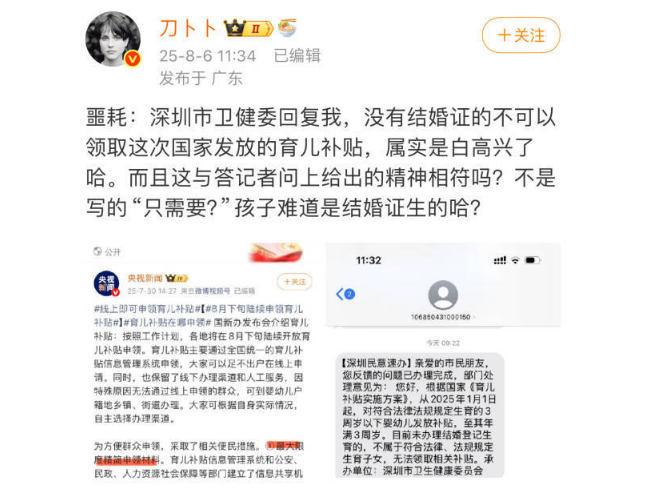 刀卜卜 II
25-8-6 11:34 已编辑
发布于 广东
+关注
噩耗：深圳市卫健委回复我，没有结婚证的不可以
领取这次国家发放的育儿补贴，属实是白高兴了
哈。而且这与答记者问上给出的精神相符吗？不是
写的“只需要?”孩子难道是结婚证生的哈？
公开
央视新闻
央视新闻
25-7-30 14:27 来自微博视频号 已编辑
+关注
#线上即可申领育儿补贴#【#8月下旬陆续申领育儿
补贴#】#育儿补贴在哪申领# 国新办发布会介绍育儿
补贴：按照工作计划，各地将在8月下旬陆续开放育
儿补贴申领。育儿补贴主要通过全国统一的育儿补
贴信息管理系统申领，大家可以足不出户在线上申
请。同时，也保留了线下办理渠道和人工服务，因
特殊原因无法通过线上申领的群众，可到婴幼儿户
籍地乡镇、街道办理。大家可根据自身实际情况，
自主选择办理渠道。
为方便群众申领，采取了相关便民措施。①最大限
度精简申领材料。育儿补贴信息管理系统和公安、
民政、人力资源社会保障等部门建立了信息共享机
11:32
2
106850431000160
今天 09:22
【深圳民意速办】亲爱的市民朋友，
您反馈的问题已办理完成，部门处
理意见为： 您好，根据国家《育儿
补贴实施方案》，从2025年1月1日
起，对符合法律法规规定生育的3
周岁以下婴幼儿发放补贴，至其年
满3周岁。目前未办理结婚登记生
育的，不属于符合法律、法规规定
生育子女，无法领取相关补贴。承
办单位：深圳市卫生健康委员会